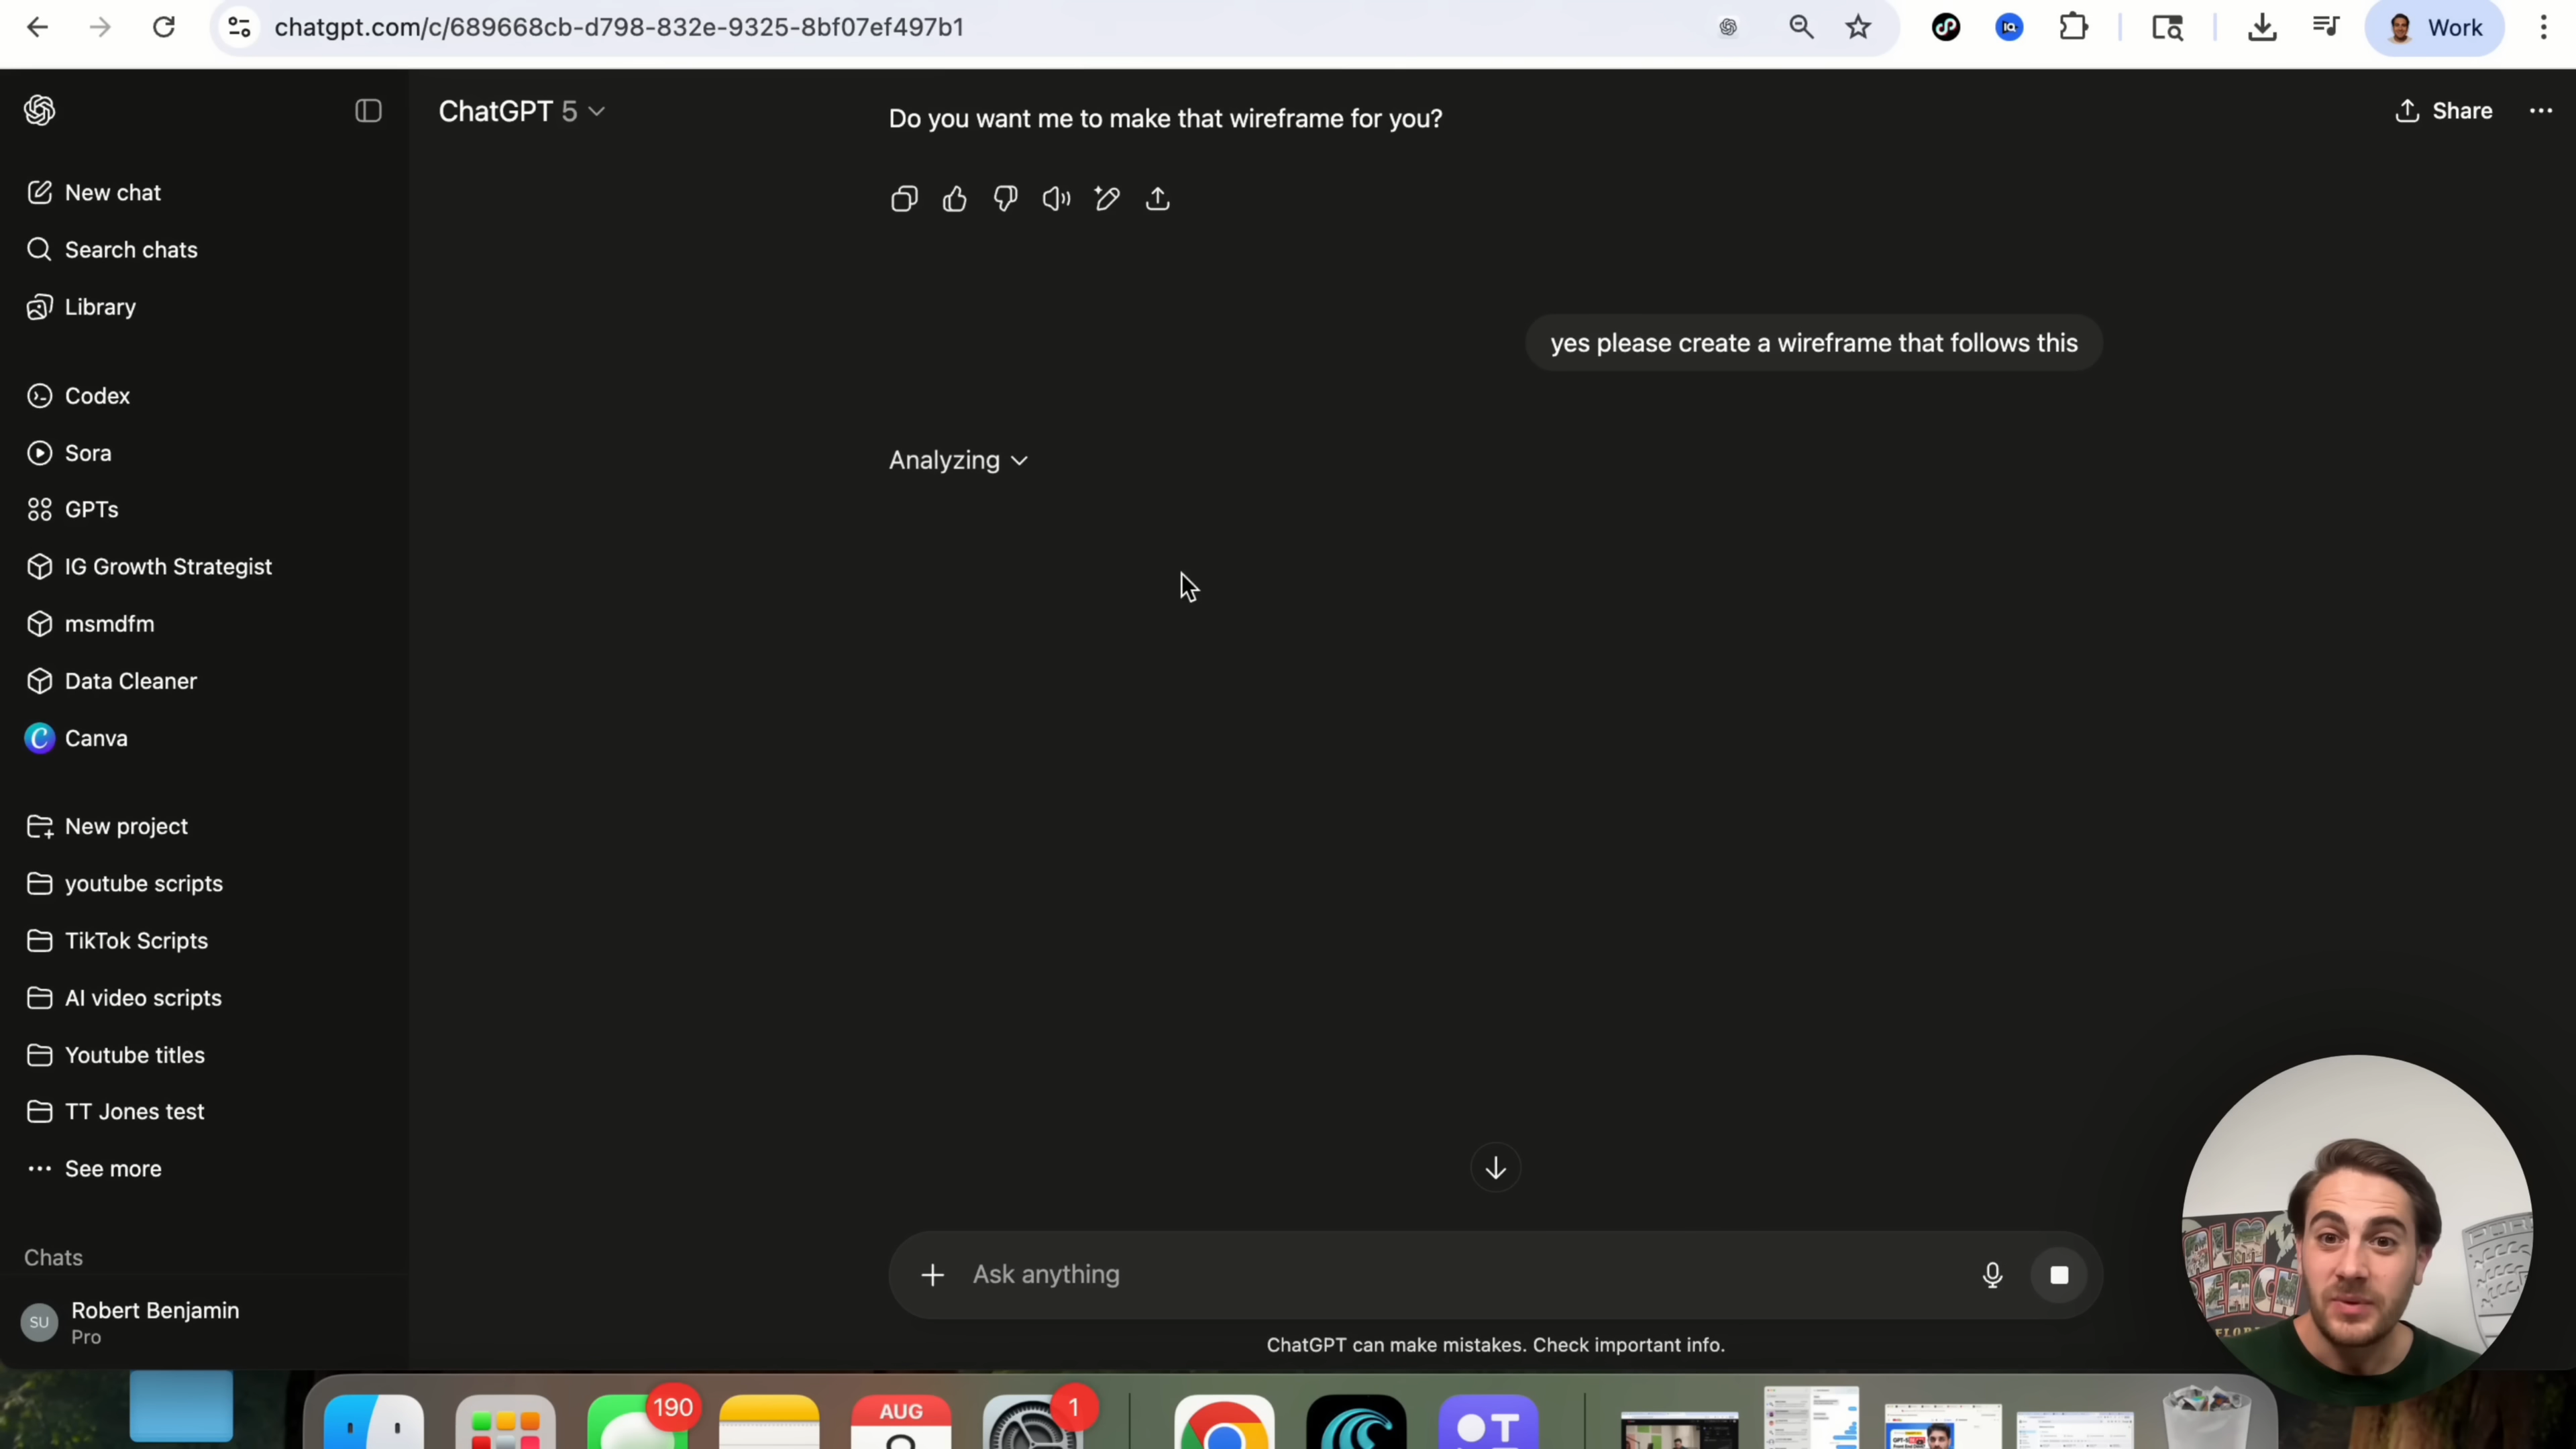 chatgpt.com/c/689668cb-d798-832e-9325-8bf07ef497b1
Work
ChatGPT 5
Share
Do you want me to make that wireframe for you?
yes please create a wireframe that follows this
Analyzing
New chat
Search chats
Library
Codex
Sora
GPTs
IG Growth Strategist
msmdfm
Data Cleaner
Canva
New project
youtube scripts
TikTok Scripts
AI video scripts
Youtube titles
TT Jones test
See more
Chats
SU
Robert Benjamin
Pro
Ask anything
ChatGPT can make mistakes. Check important info.
190
AUG
1
T